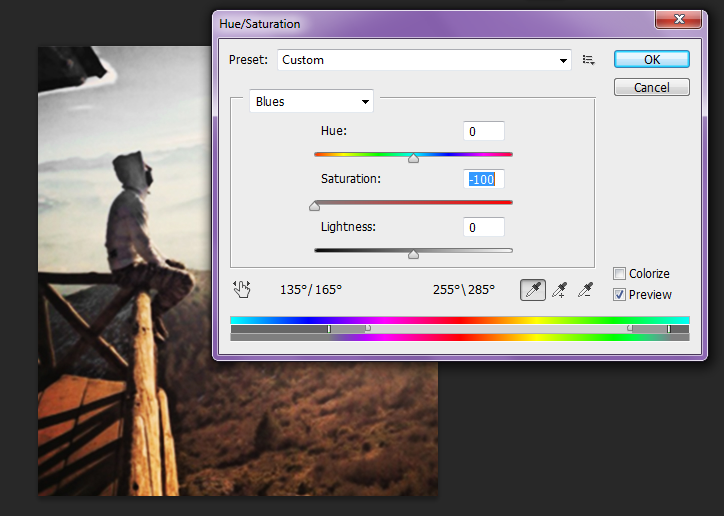 Hue/Saturation
Preset: Custom
OK
Cancel
Blues
Hue: 0
Saturation: -100
Lightness: 0
135°/165° 255°\285°
Colorize
Preview